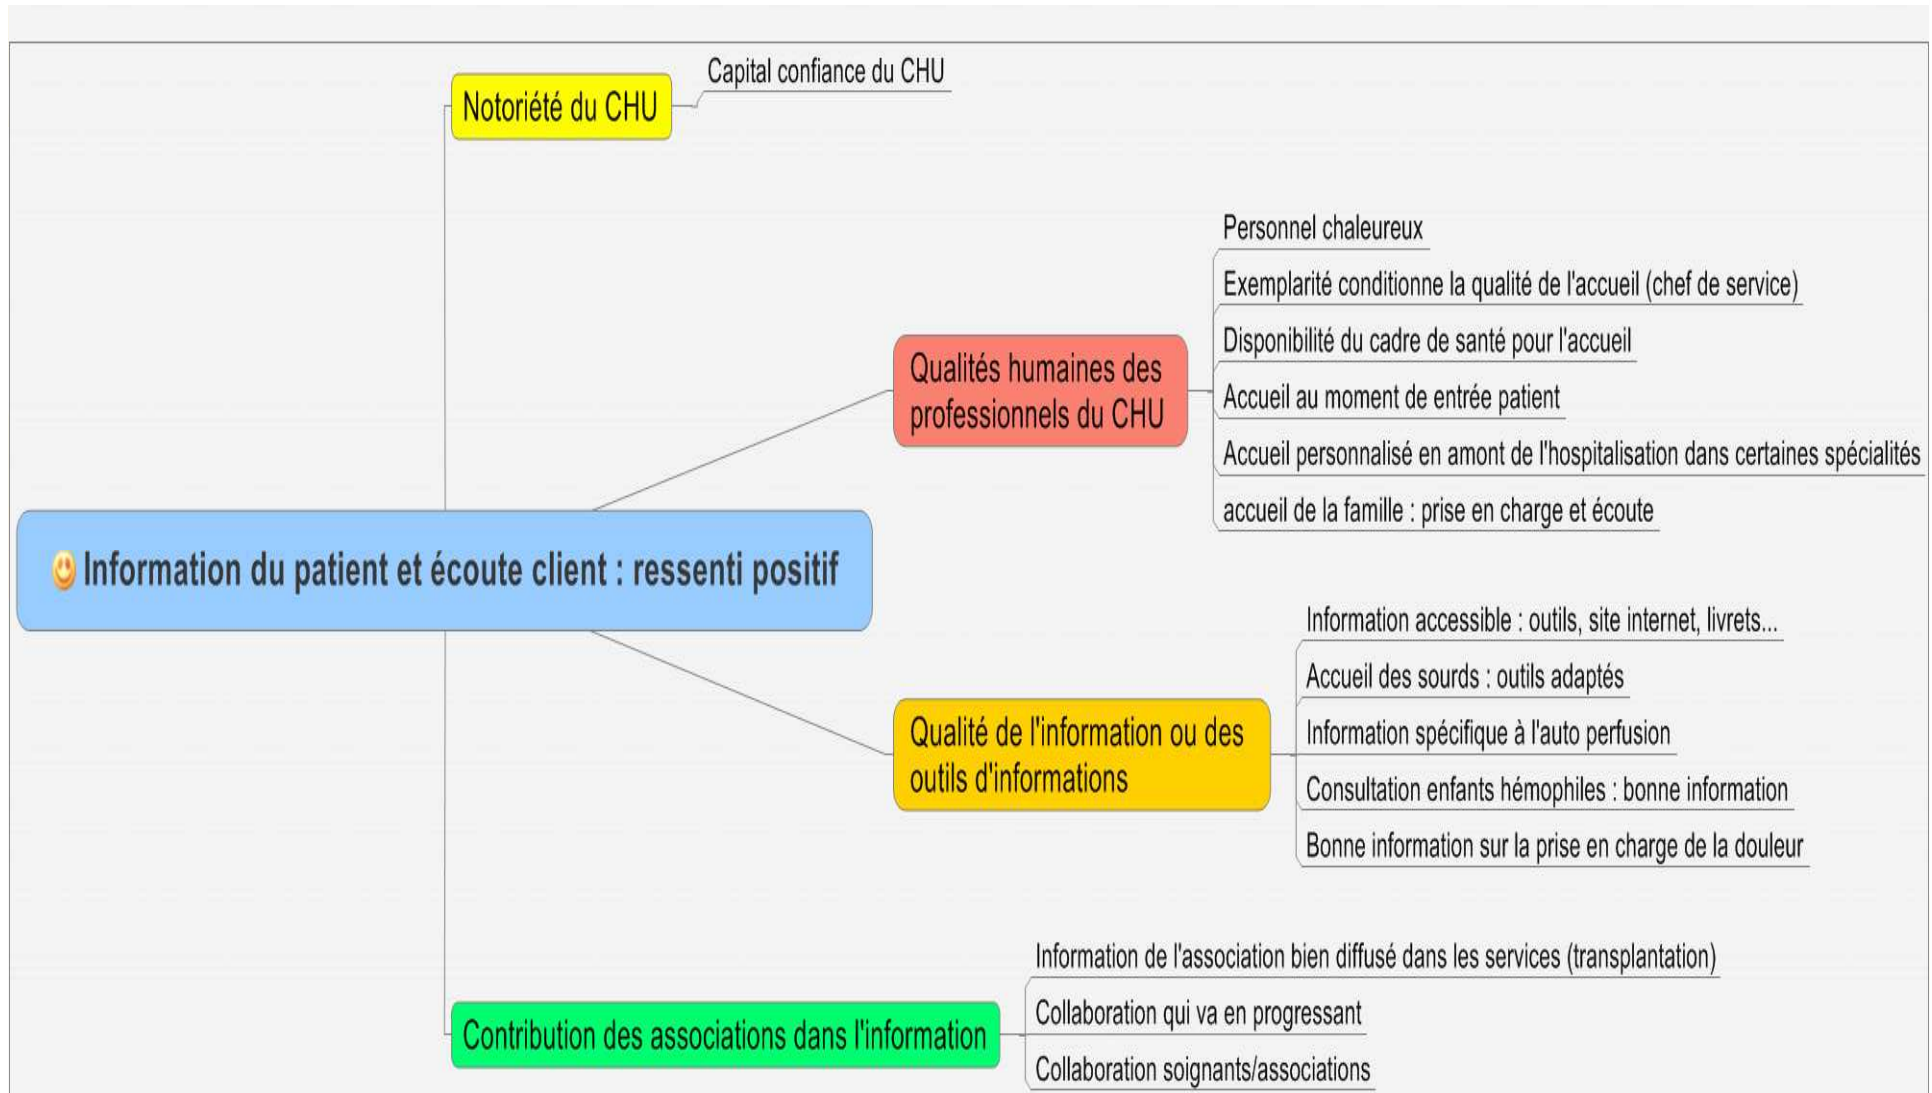 Notoriété du CHU
Capital confiance du CHU
Qualités humaines des
professionnels du CHU
Personnel chaleureux
Exemplarité conditionne la qualité de l'accueil (chef de service)
Disponibilité du cadre de santé pour l'accueil
Accueil au moment de entrée patient
Accueil personnalisé en amont de l'hospitalisation dans certaines spécialités
accueil de la famille : prise en charge et écoute
Information du patient et écoute client : ressenti positif
Qualité de l'information ou des
outils d'informations
Information accessible : outils, site internet, livrets...
Accueil des sourds : outils adaptés
Information spécifique à l'auto perfusion
Consultation enfants hémophiles : bonne information
Bonne information sur la prise en charge de la douleur
Contribution des associations dans l'information
Information de l'association bien diffusé dans les services (transplantation)
Collaboration qui va en progressant
Collaboration soignants/associations